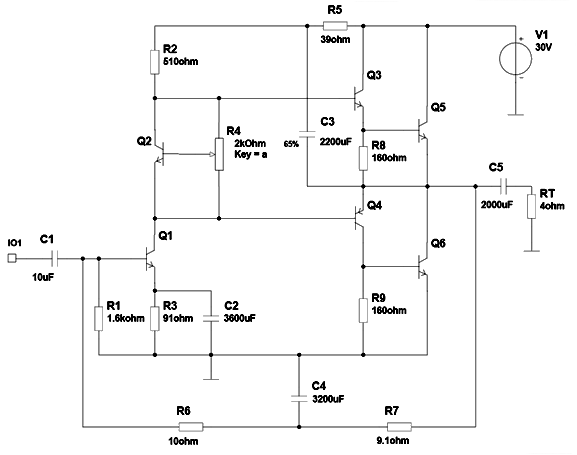 R5
39ohm
V1
30V
R2
510ohm
Q3
Q5
Q2
R4
2kOhm
Key = a
65%
C3
2200uF
R8
160ohm
C5
2000uF
RT
4ohm
Q4
Q1
Q6
IO1
C1
10uF
R1
1.6kohm
R3
91ohm
C2
3600uF
R9
160ohm
C4
3200uF
R6
10ohm
R7
9.1ohm
+
-